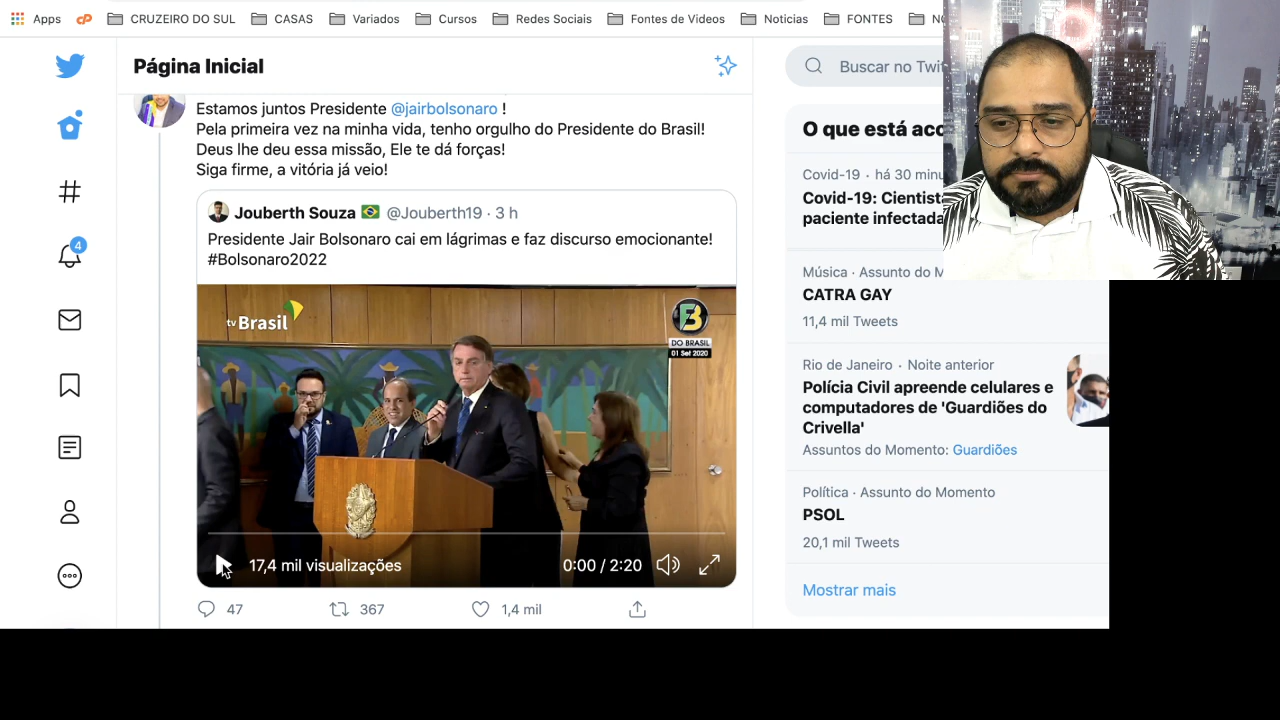 Apps
CRUZEIRO DO SUL
CASAS
Variados
Cursos
Redes Sociais
Fontes de Videos
Noticias
FONTES
Página Inicial
Buscar no Twit
Estamos juntos Presidente @jairbolsonaro !
Pela primeira vez na minha vida, tenho orgulho do Presidente do Brasil!
Deus lhe deu essa missão, Ele te dá forças!
Siga firme, a vitória já veio!
Jouberth Souza @Jouberth19 · 3 h
Presidente Jair Bolsonaro cai em lágrimas e faz discurso emocionante!
#Bolsonaro2022
tv Brasil
DO BRASIL
01 Set 2020
17,4 mil visualizações
0:00 / 2:20
47
367
1,4 mil
4
O que está aco
Covid-19 · há 30 minu
Covid-19: Cientist
paciente infectada
Música · Assunto do M
CATRA GAY
11,4 mil Tweets
Rio de Janeiro · Noite anterior
Polícia Civil apreende celulares e
computadores de 'Guardiões do
Crivella'
Assuntos do Momento: Guardiões
Política · Assunto do Momento
PSOL
20,1 mil Tweets
Mostrar mais